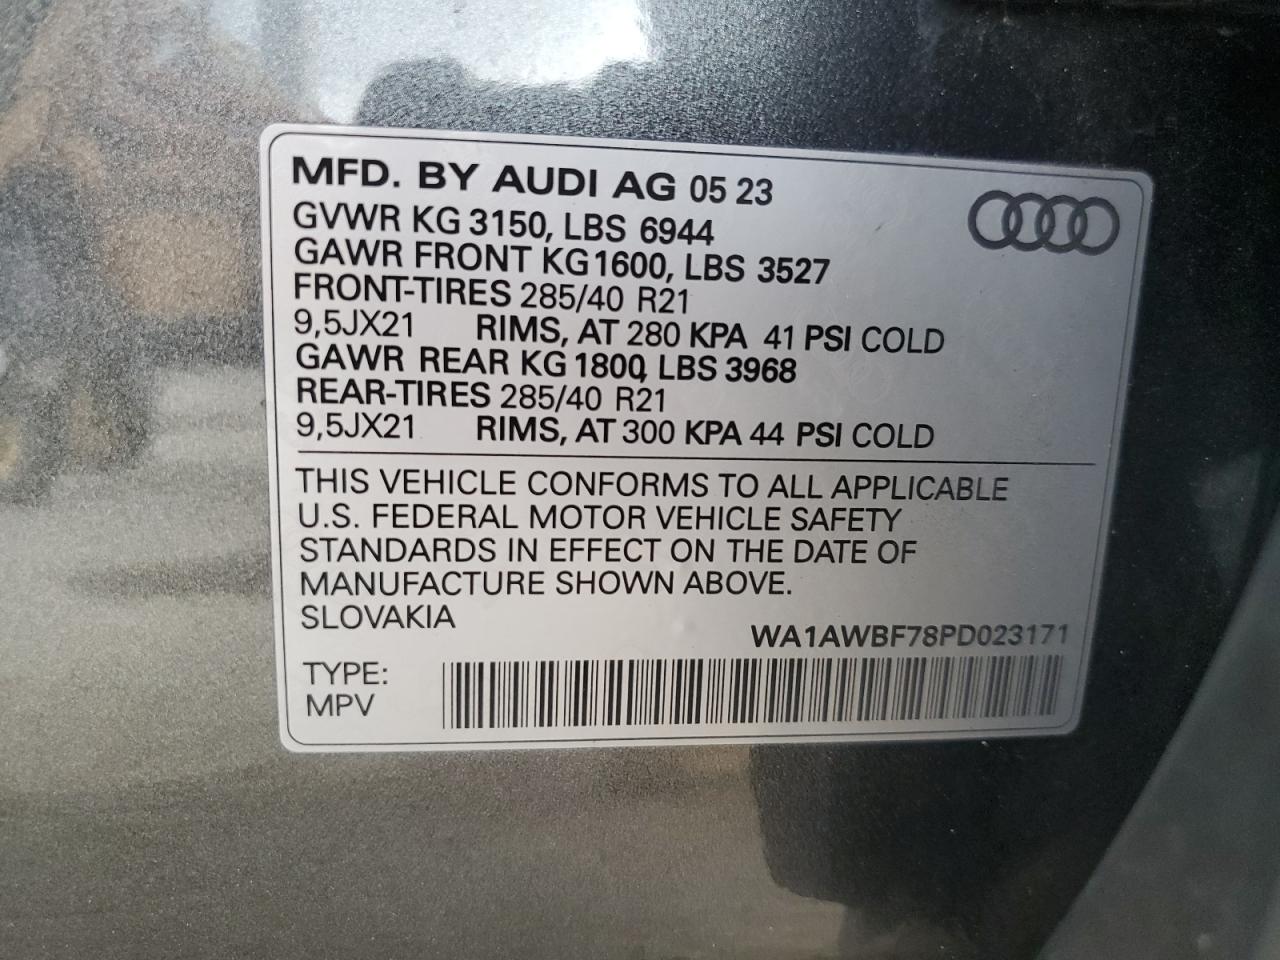 MFD. BY AUDI AG 05 23
GVWR KG 3150, LBS 6944
GAWR FRONT KG1600, LBS 3527
FRONT-TIRES 285/40 R21
9,5JX21 RIMS, AT 280 KPA 41 PSI COLD
GAWR REAR KG 1800, LBS 3968
REAR-TIRES 285/40 R21
9,5JX21 RIMS, AT 300 KPA 44 PSI COLD
THIS VEHICLE CONFORMS TO ALL APPLICABLE
U.S. FEDERAL MOTOR VEHICLE SAFETY
STANDARDS IN EFFECT ON THE DATE OF
MANUFACTURE SHOWN ABOVE.
SLOVAKIA
WA1AWBF78PD023171
TYPE:
MPV